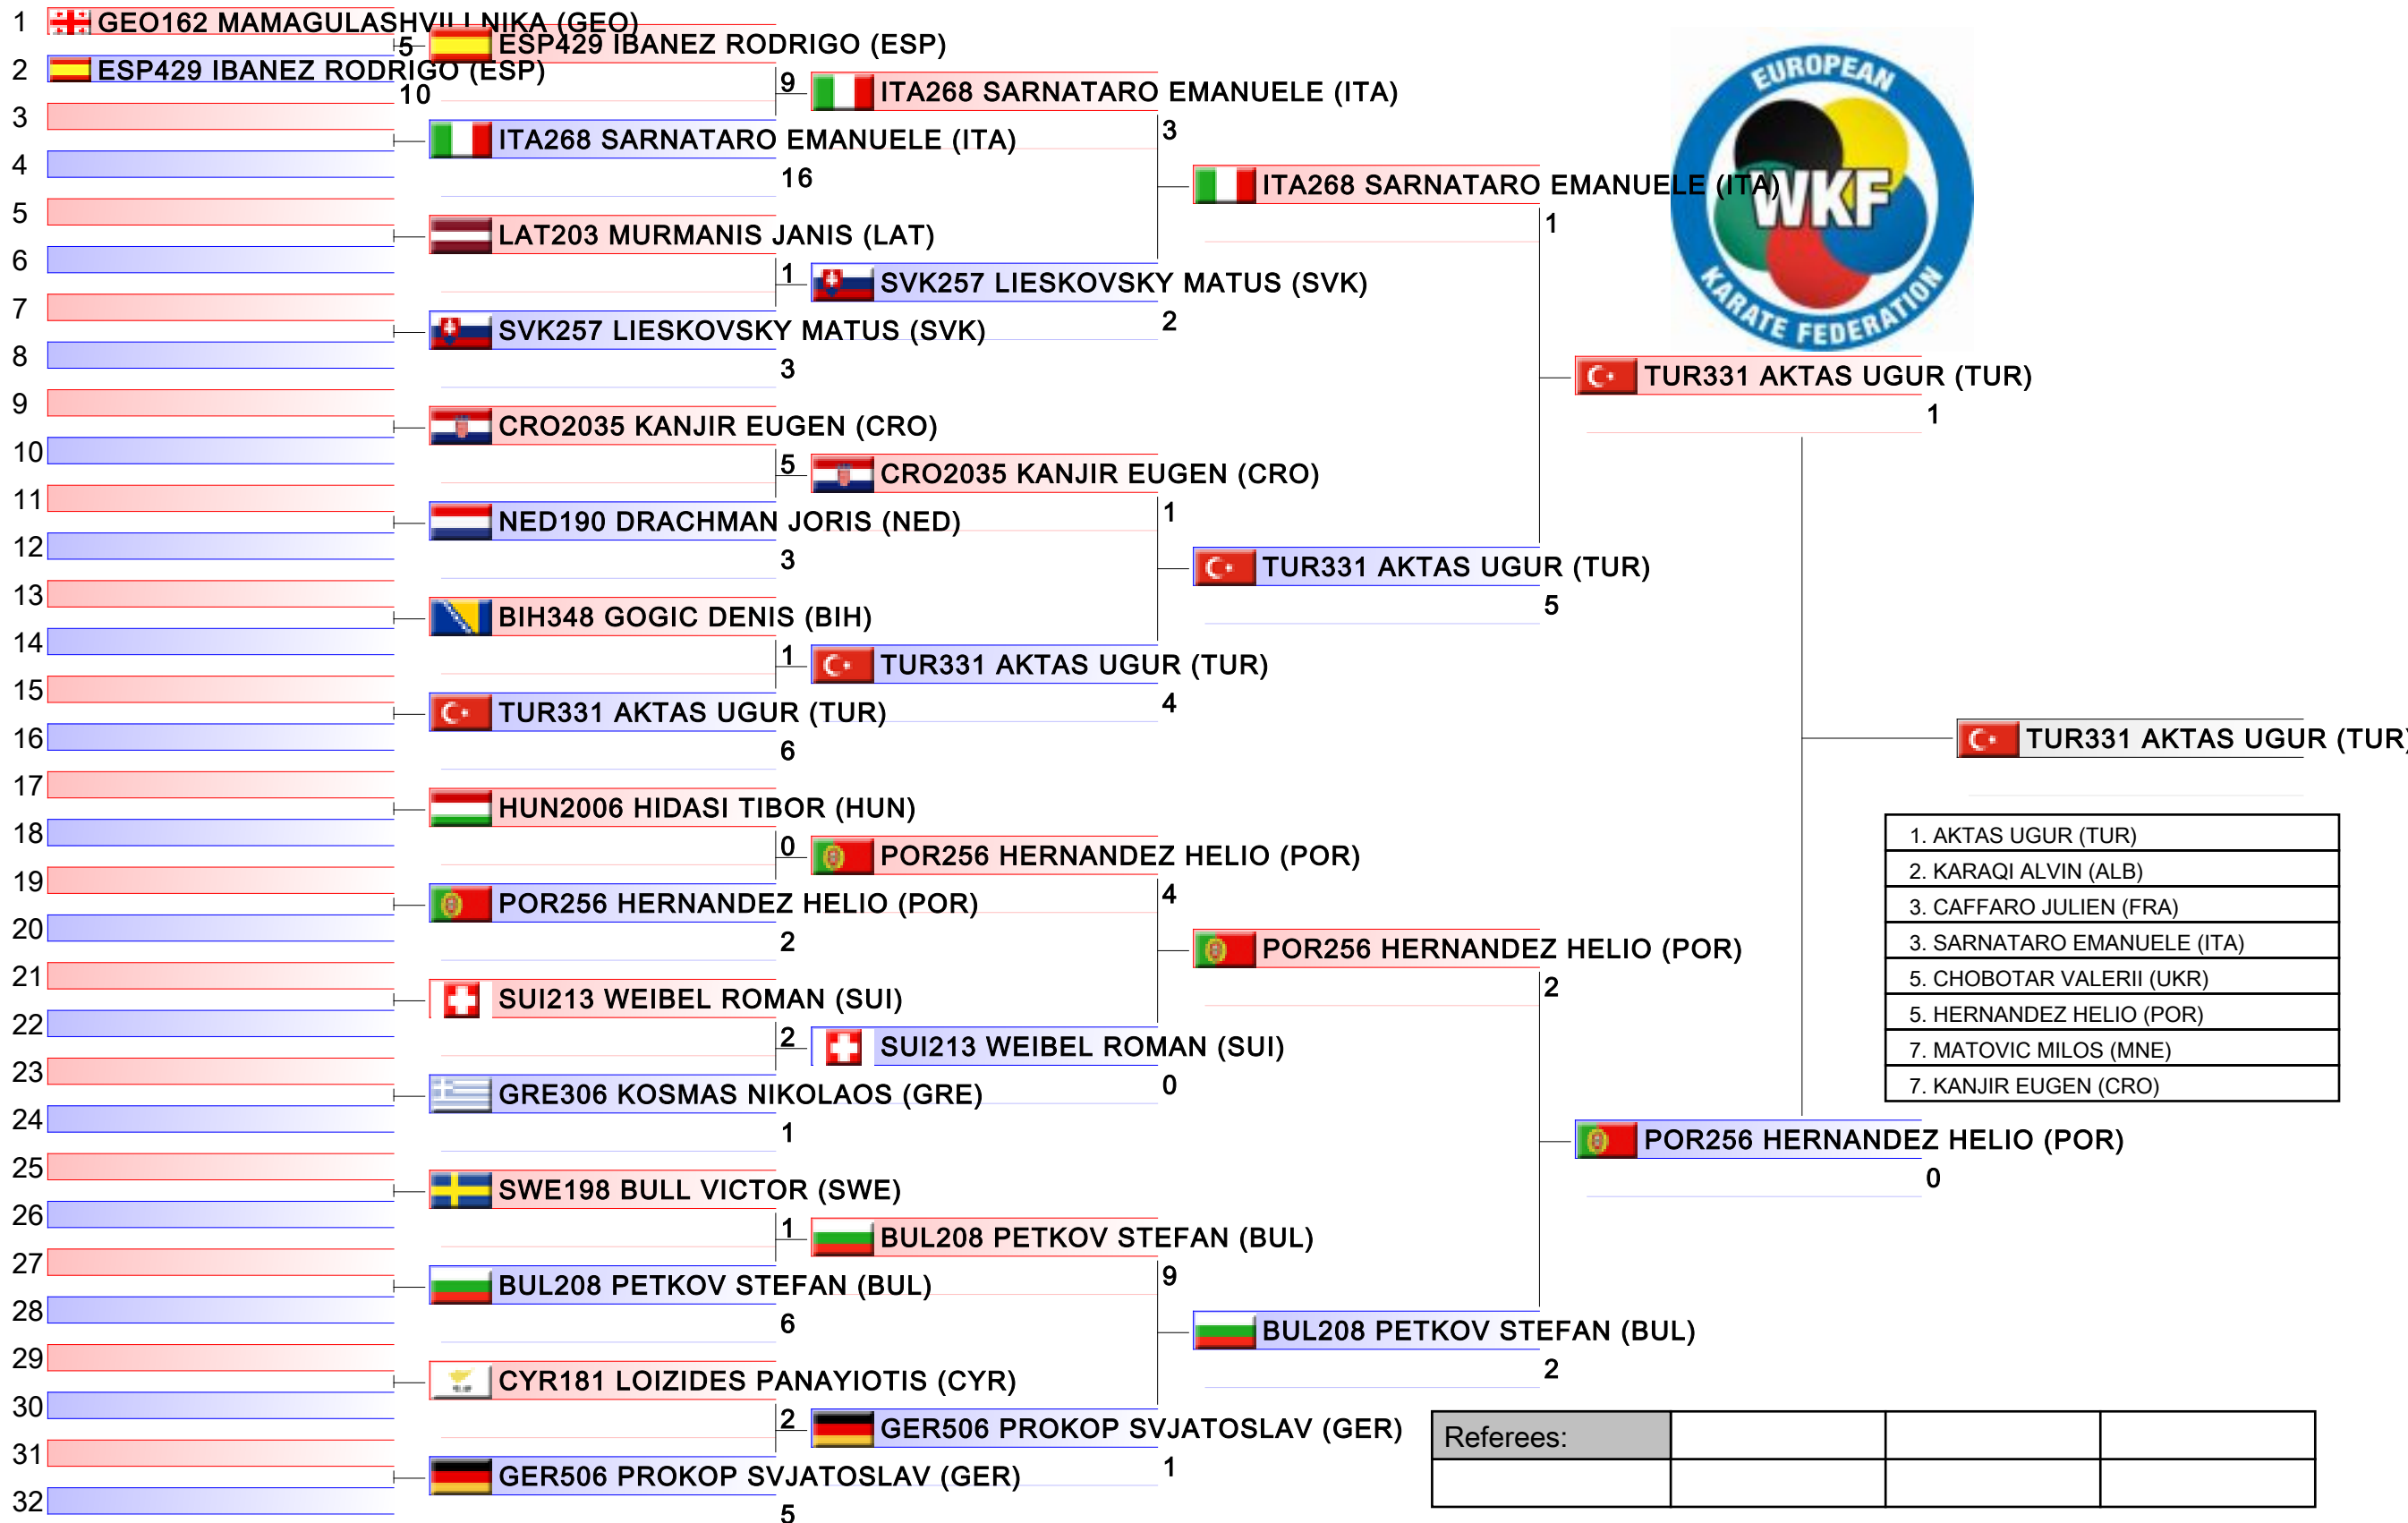 1 GEO162 MAMAGULASHVILI NIKA (GEO)
5
2 ESP429 IBANEZ RODRIGO (ESP)
10
3
4
5
6
7
8
9
10
11
12
13
14
15
16
17
18
19
20
21
22
23
24
25
26
27
28
29
30
31
32
ESP429 IBANEZ RODRIGO (ESP)
9
ITA268 SARNATARO EMANUELE (ITA)
16
LAT203 MURMANIS JANIS (LAT)
1
SVK257 LIESKOVSKY MATUS (SVK)
3
CRO2035 KANJIR EUGEN (CRO)
5
NED190 DRACHMAN JORIS (NED)
3
BIH348 GOGIC DENIS (BIH)
1
TUR331 AKTAS UGUR (TUR)
6
HUN2006 HIDASI TIBOR (HUN)
0
POR256 HERNANDEZ HELIO (POR)
2
SUI213 WEIBEL ROMAN (SUI)
2
GRE306 KOSMAS NIKOLAOS (GRE)
1
SWE198 BULL VICTOR (SWE)
1
BUL208 PETKOV STEFAN (BUL)
6
CYR181 LOIZIDES PANAYIOTIS (CYR)
2
GER506 PROKOP SVJATOSLAV (GER)
5
ITA268 SARNATARO EMANUELE (ITA)
3
SVK257 LIESKOVSKY MATUS (SVK)
2
CRO2035 KANJIR EUGEN (CRO)
1
TUR331 AKTAS UGUR (TUR)
4
POR256 HERNANDEZ HELIO (POR)
4
SUI213 WEIBEL ROMAN (SUI)
0
BUL208 PETKOV STEFAN (BUL)
9
GER506 PROKOP SVJATOSLAV (GER)
1
ITA268 SARNATARO EMANUELE (ITA)
1
TUR331 AKTAS UGUR (TUR)
5
POR256 HERNANDEZ HELIO (POR)
2
BUL208 PETKOV STEFAN (BUL)
2
EUROPEAN
WKF
KARATE FEDERATION
TUR331 AKTAS UGUR (TUR)
1
POR256 HERNANDEZ HELIO (POR)
0
TUR331 AKTAS UGUR (TUR)
1. AKTAS UGUR (TUR)
2. KARAQI ALVIN (ALB)
3. CAFFARO JULIEN (FRA)
3. SARNATARO EMANUELE (ITA)
5. CHOBOTAR VALERII (UKR)
5. HERNANDEZ HELIO (POR)
7. MATOVIC MILOS (MNE)
7. KANJIR EUGEN (CRO)
Referees: